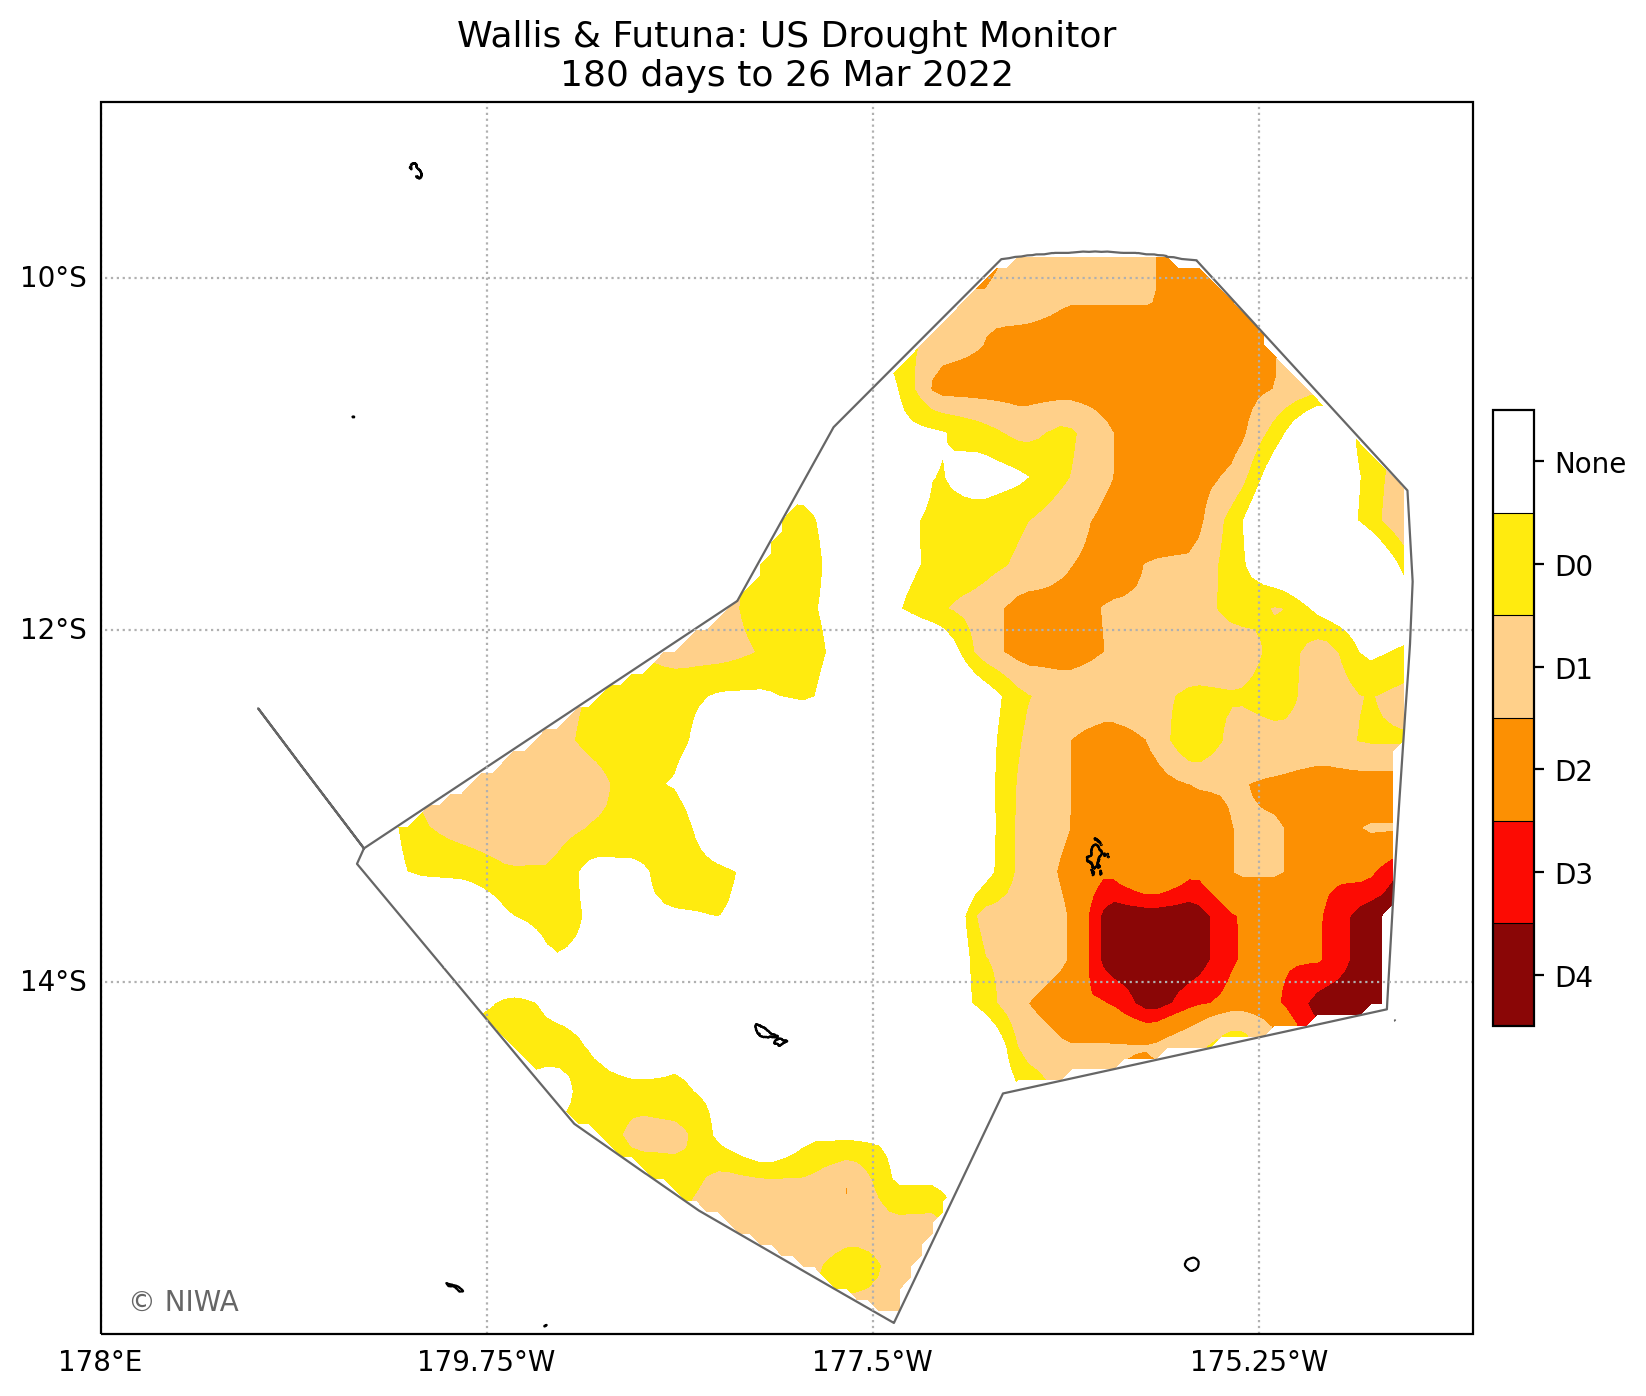 Wallis & Futuna: US Drought Monitor
180 days to 26 Mar 2022
10°S
12°S
14°S
178°E
179.75°W
177.5°W
175.25°W
None
D0
D1
D2
D3
D4
© NIWA